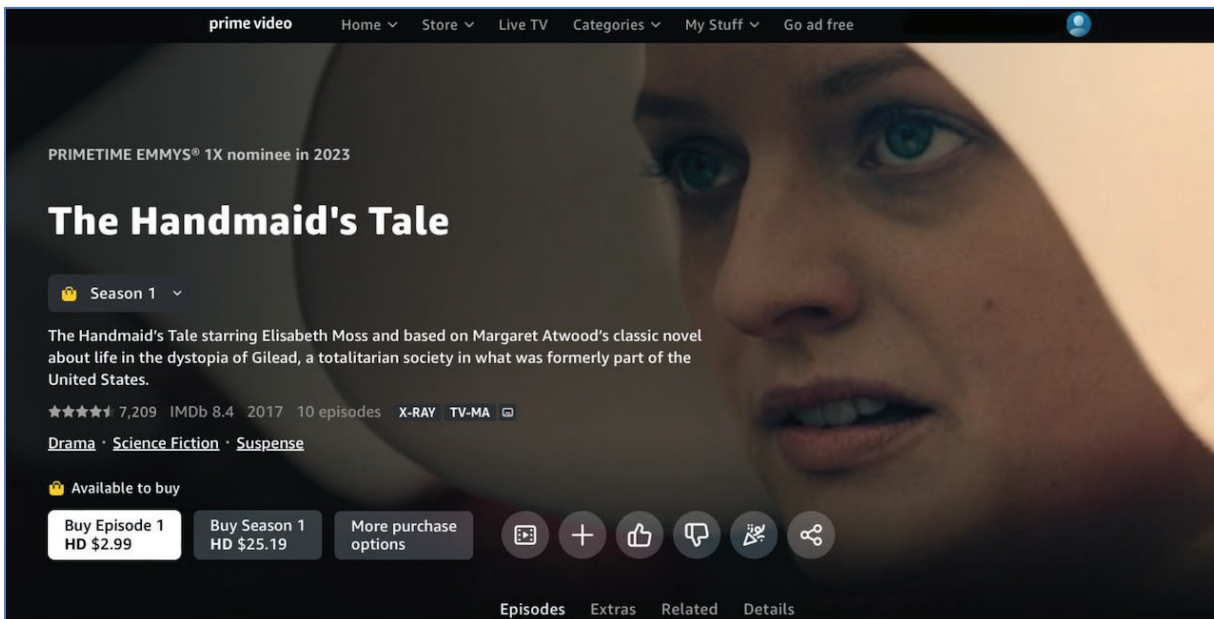 prime video Home Store Live TV Categories My Stuff Go ad free
PRIMETIME EMMYS® 1X nominee in 2023
The Handmaid's Tale
Season 1
The Handmaid's Tale starring Elisabeth Moss and based on Margaret Atwood's classic novel
about life in the dystopia of Gilead, a totalitarian society in what was formerly part of the
United States.
7,209 IMDb 8.4 2017 10 episodes X-RAY TV-MA
Drama · Science Fiction · Suspense
Available to buy
Buy Episode 1
HD $2.99
Buy Season 1
HD $25.19
More purchase
options
Episodes Extras Related Details